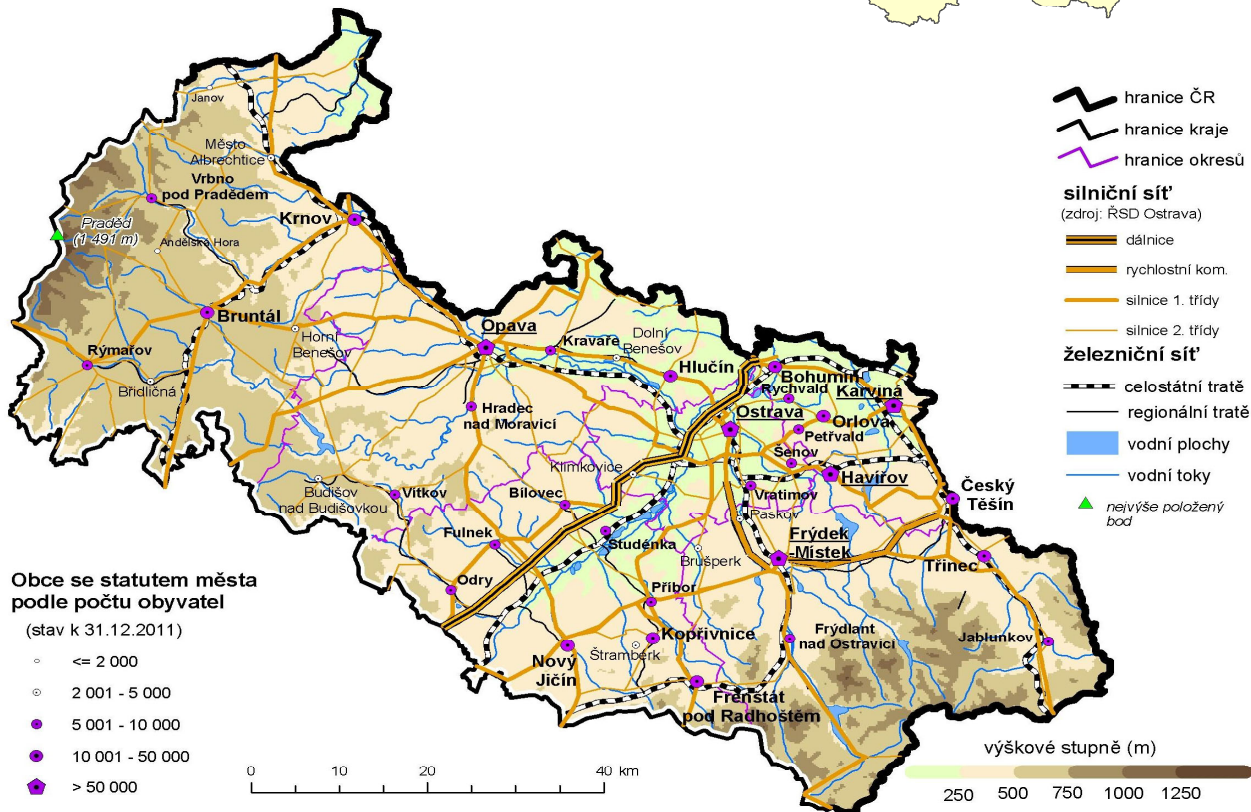 Janov
Město
Albrechtice
Vrbno
pod Pradědem
Praděd
(1 491 m)
Andělská Hora
Krnov
Bruntál
Horní
Benešov
Rýmařov
Břidličná
Opava
Kravaře
Dolní
Benešov
Hlučín
Bohumín
Rychvald
Karviná
Ostrava
Orlová
Petřvald
Šenov
Havířov
Hradec
nad Moravicí
Klimkovice
Český
Těšín
Budišov
nad Budišovkou
Vítkov
Bílovec
Vratimov
Paskov
Fulnek
Studénka
Brušperk
Frýdek
-Místek
Třinec
Odry
Příbor
Kopřivnice
Štramberk
Nový
Jičín
Frýdlant
nad Ostravicí
Jablunkov
Frenštát
pod Radhoštěm
hranice ČR
hranice kraje
hranice okresů
silniční síť
(zdroj: ŘSD Ostrava)
dálnice
rychlostní kom.
silnice 1. třídy
silnice 2. třídy
železniční síť
celostátní tratě
regionální tratě
vodní plochy
vodní toky
nejvýše položený
bod
Obce se statutem města
podle počtu obyvatel
(stav k 31.12.2011)
<= 2 000
2 001 - 5 000
5 001 - 10 000
10 001 - 50 000
> 50 000
0 10 20 40 km
výškové stupně (m)
250 500 750 1000 1250